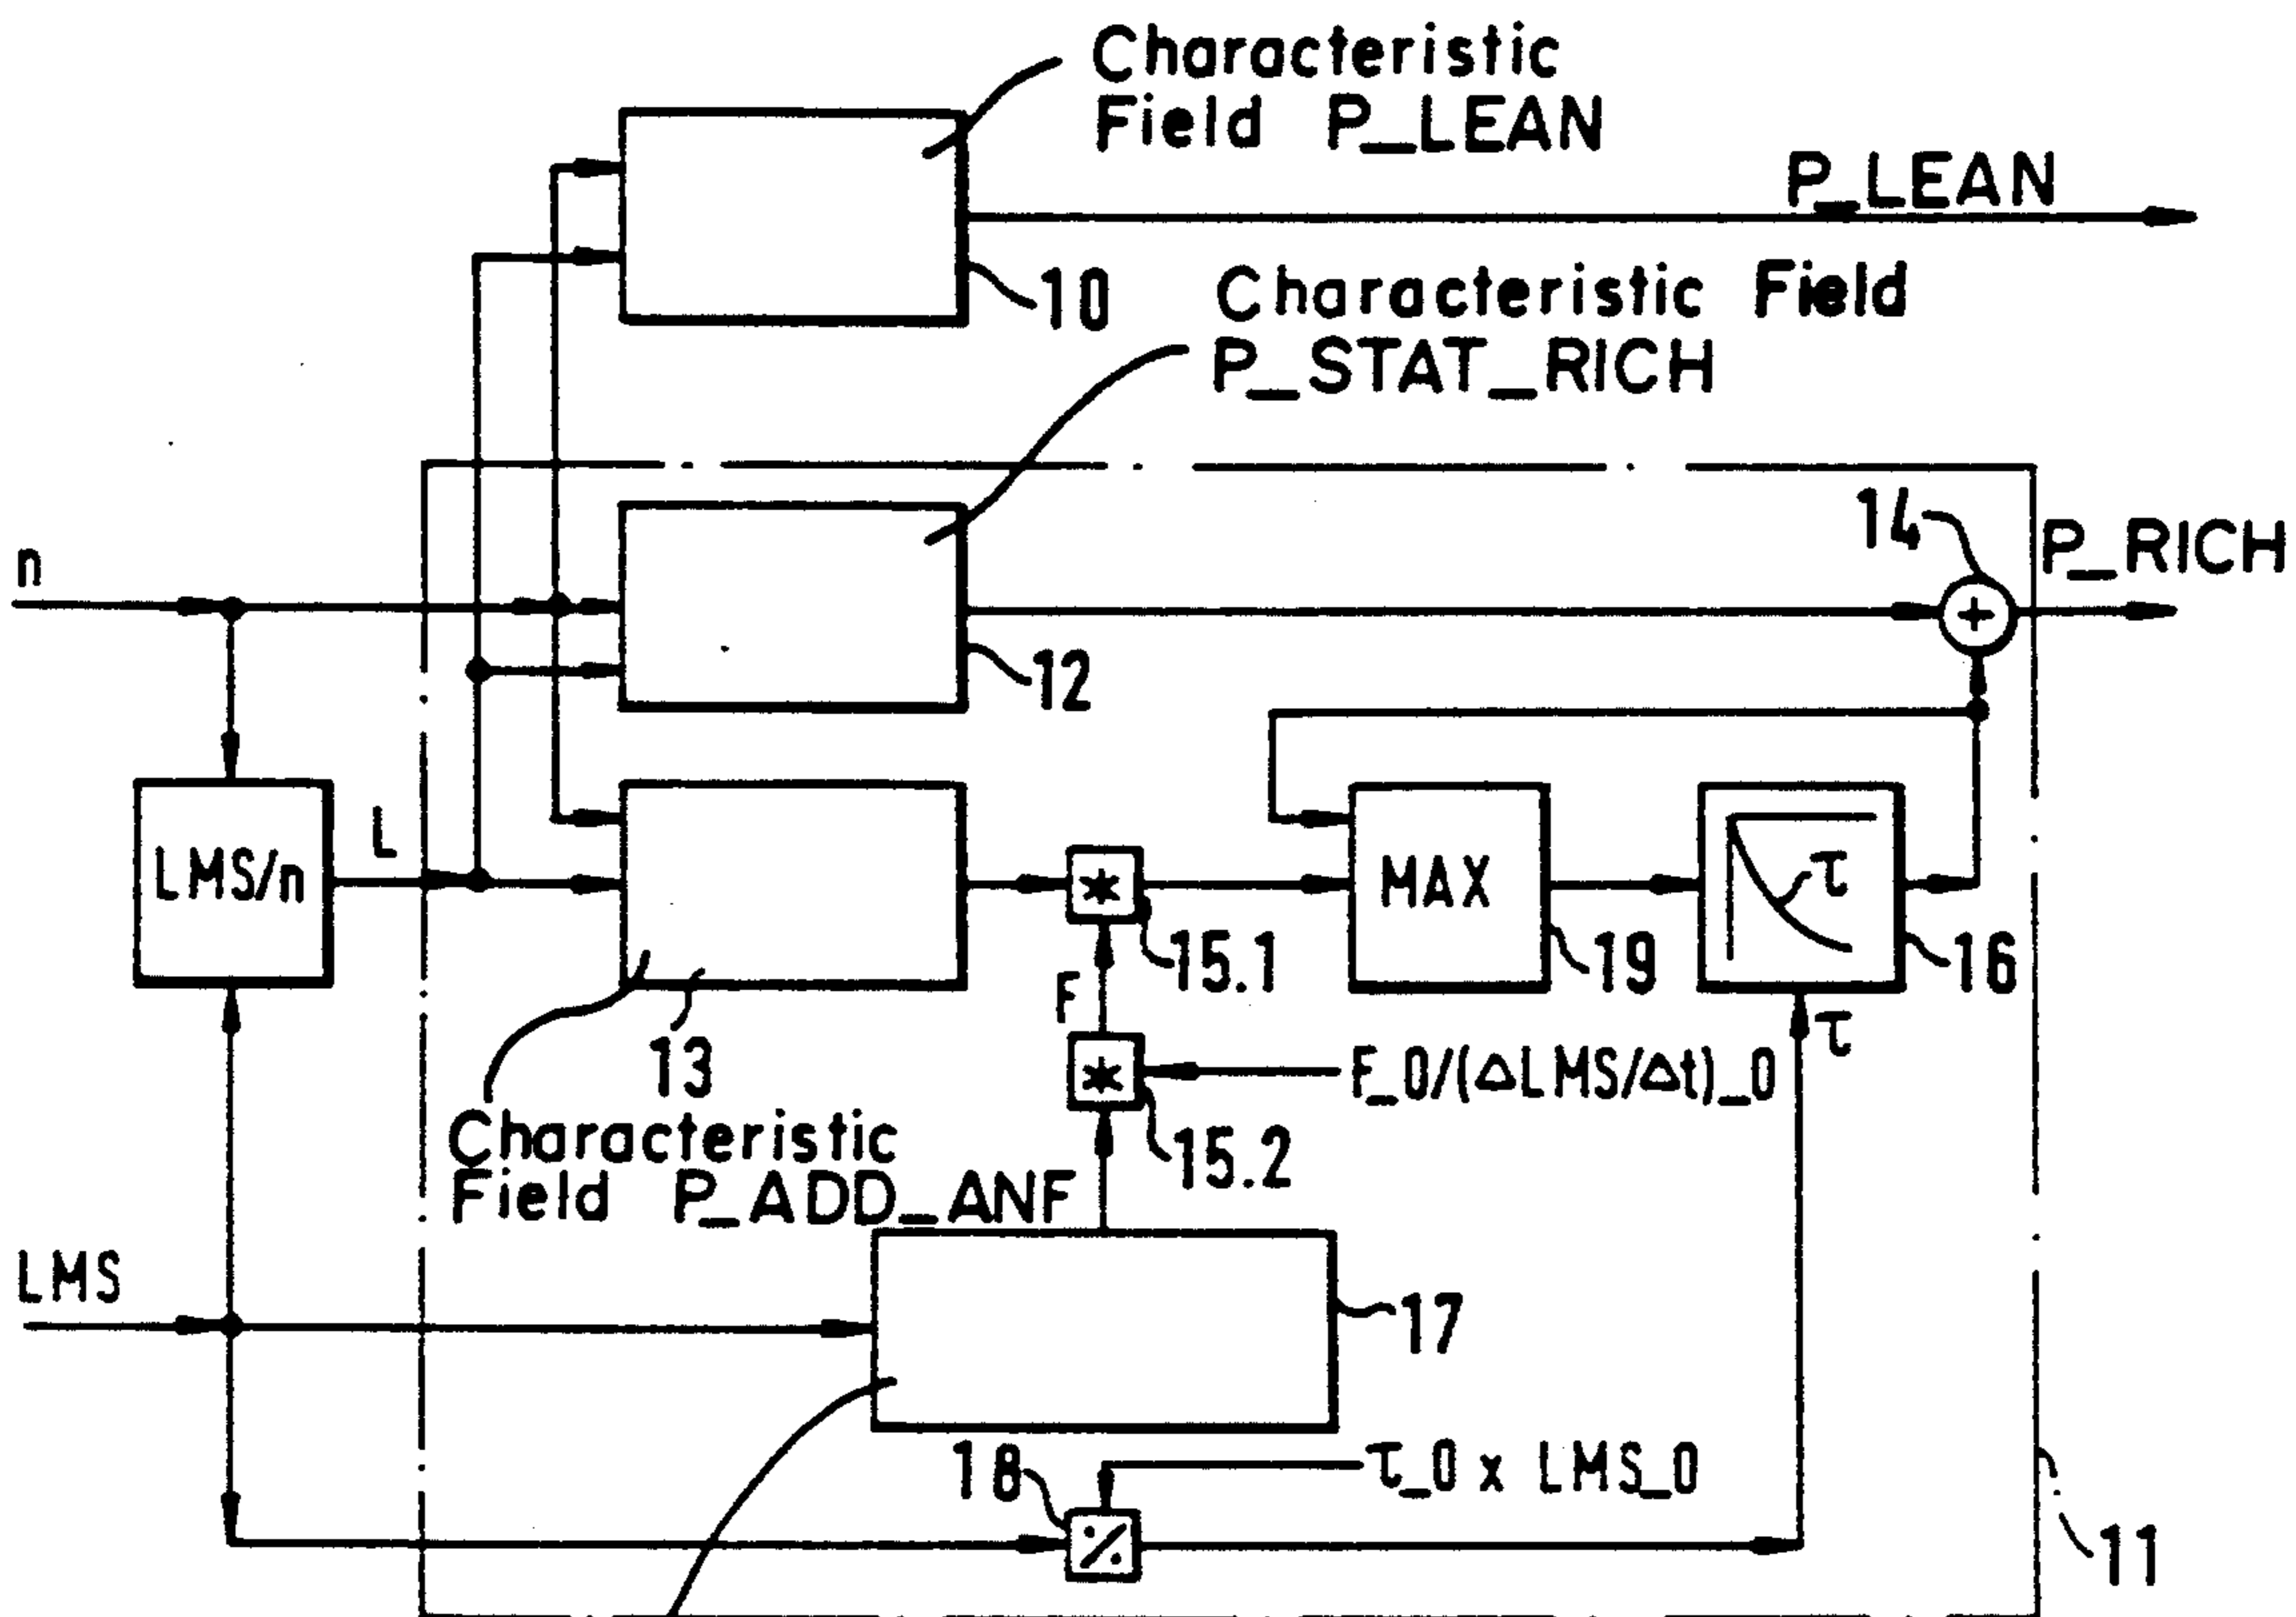 Characteristic
Field P_LEAN
P_LEAN
10
Characteristic Field
P_STAT_RICH
14
P_RICH
n
+
12
LMS/n
L
*
15.1
MAX
19
τ
16
13
F
τ
*
F_0/(ΔLMS/Δt)_0
15.2
Characteristic
Field P_ADD_ANF
LMS
17
18
τ_0 x LMS_0
⁒
11